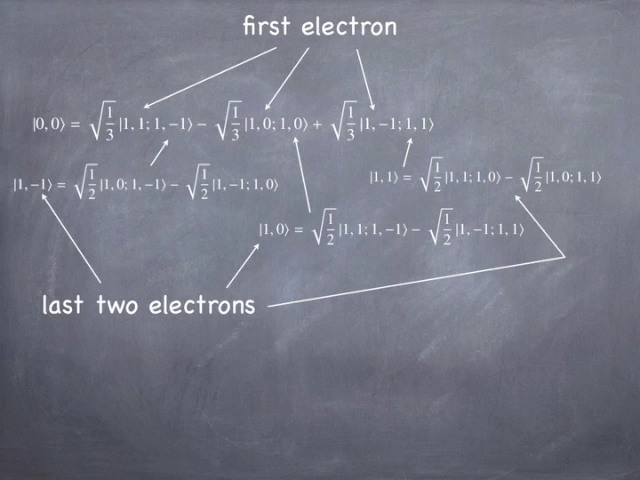 first electron
|0, 0⟩ = √(1/3) |1, 1; 1, −1⟩ − √(1/3) |1, 0; 1, 0⟩ + √(1/3) |1, −1; 1, 1⟩
|1, −1⟩ = √(1/2) |1, 0; 1, −1⟩ − √(1/2) |1, −1; 1, 0⟩
|1, 1⟩ = √(1/2) |1, 1; 1, 0⟩ − √(1/2) |1, 0; 1, 1⟩
|1, 0⟩ = √(1/2) |1, 1; 1, −1⟩ − √(1/2) |1, −1; 1, 1⟩
last two electrons